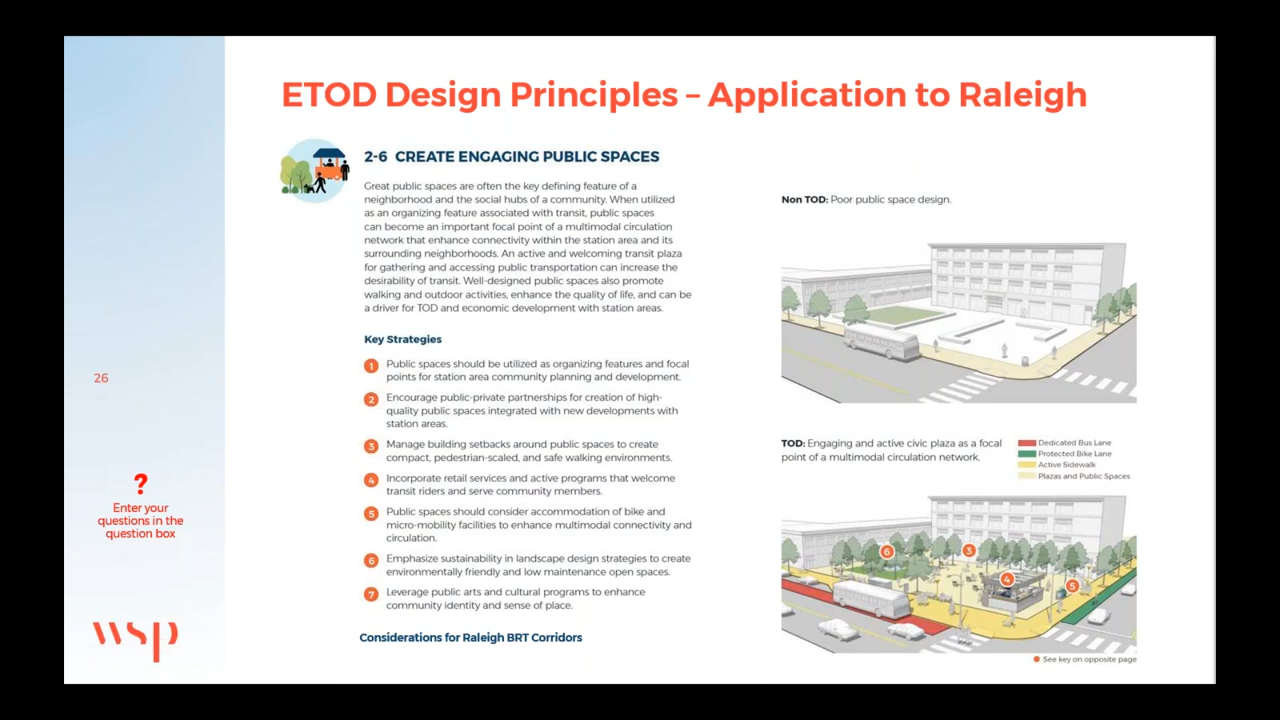 ETOD Design Principles – Application to Raleigh
2-6 CREATE ENGAGING PUBLIC SPACES
Great public spaces are often the key defining feature of a
neighborhood and the social hubs of a community. When utilized
as an organizing feature associated with transit, public spaces
can become an important focal point of a multimodal circulation
network that enhance connectivity within the station area and its
surrounding neighborhoods. An active and welcoming transit plaza
for gathering and accessing public transportation can increase the
desirability of transit. Well-designed public spaces also promote
walking and outdoor activities, enhance the quality of life, and can be
a driver for TOD and economic development with station areas.
Key Strategies
1 Public spaces should be utilized as organizing features and focal
points for station area community planning and development.
2 Encourage public-private partnerships for creation of high-
quality public spaces integrated with new developments with
station areas.
3 Manage building setbacks around public spaces to create
compact, pedestrian-scaled, and safe walking environments.
4 Incorporate retail services and active programs that welcome
transit riders and serve community members.
5 Public spaces should consider accommodation of bike and
micro-mobility facilities to enhance multimodal connectivity and
circulation.
6 Emphasize sustainability in landscape design strategies to create
environmentally friendly and low maintenance open spaces.
7 Leverage public arts and cultural programs to enhance
community identity and sense of place.
Considerations for Raleigh BRT Corridors
Non TOD: Poor public space design.
TOD: Engaging and active civic plaza as a focal
point of a multimodal circulation network.
Dedicated Bus Lane
Protected Bike Lane
Active Sidewalk
Plazas and Public Spaces
6
3
4
5
See key on opposite page
26
?
Enter your
questions in the
question box
wsp